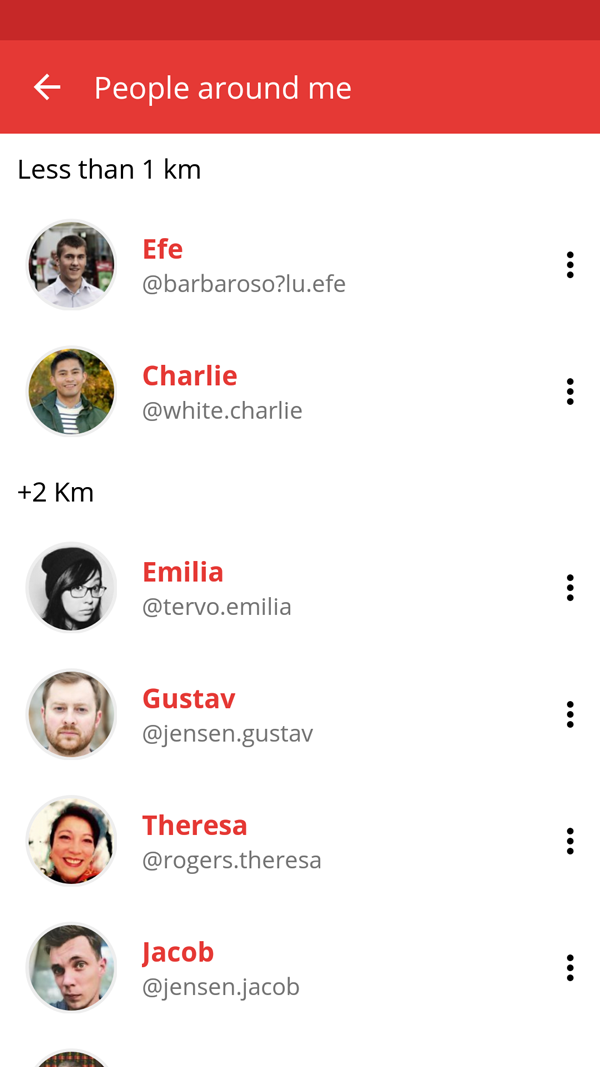 People around me
Less than 1 km
Efe
@barbaroso?lu.efe
Charlie
@white.charlie
+2 Km
Emilia
@tervo.emilia
Gustav
@jensen.gustav
Theresa
@rogers.theresa
Jacob
@jensen.jacob